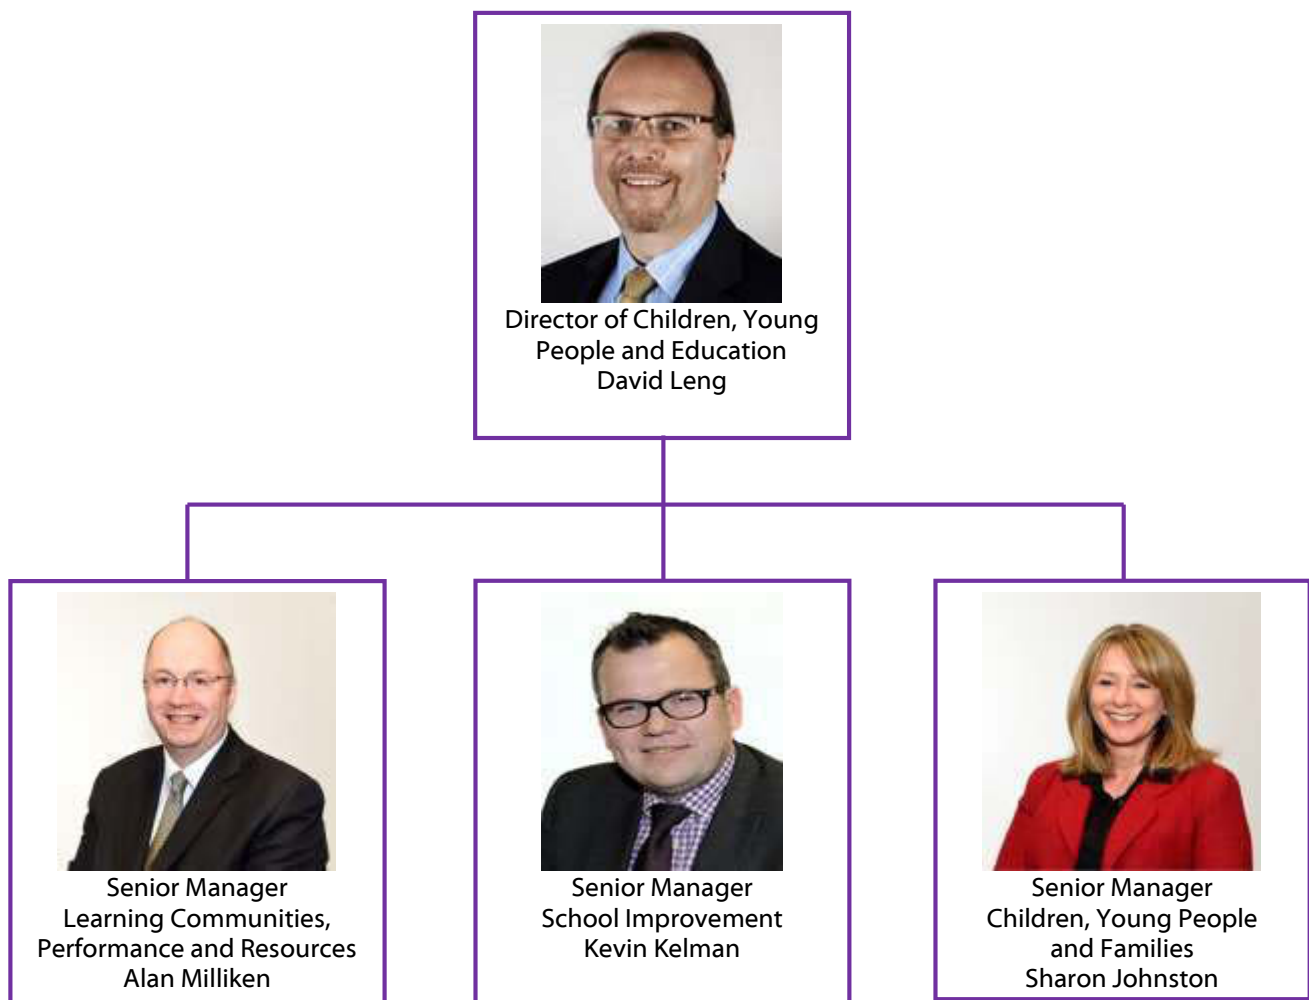 Director of Children, Young
People and Education
David Leng
Senior Manager
Learning Communities,
Performance and Resources
Alan Milliken
Senior Manager
School Improvement
Kevin Kelman
Senior Manager
Children, Young People
and Families
Sharon Johnston